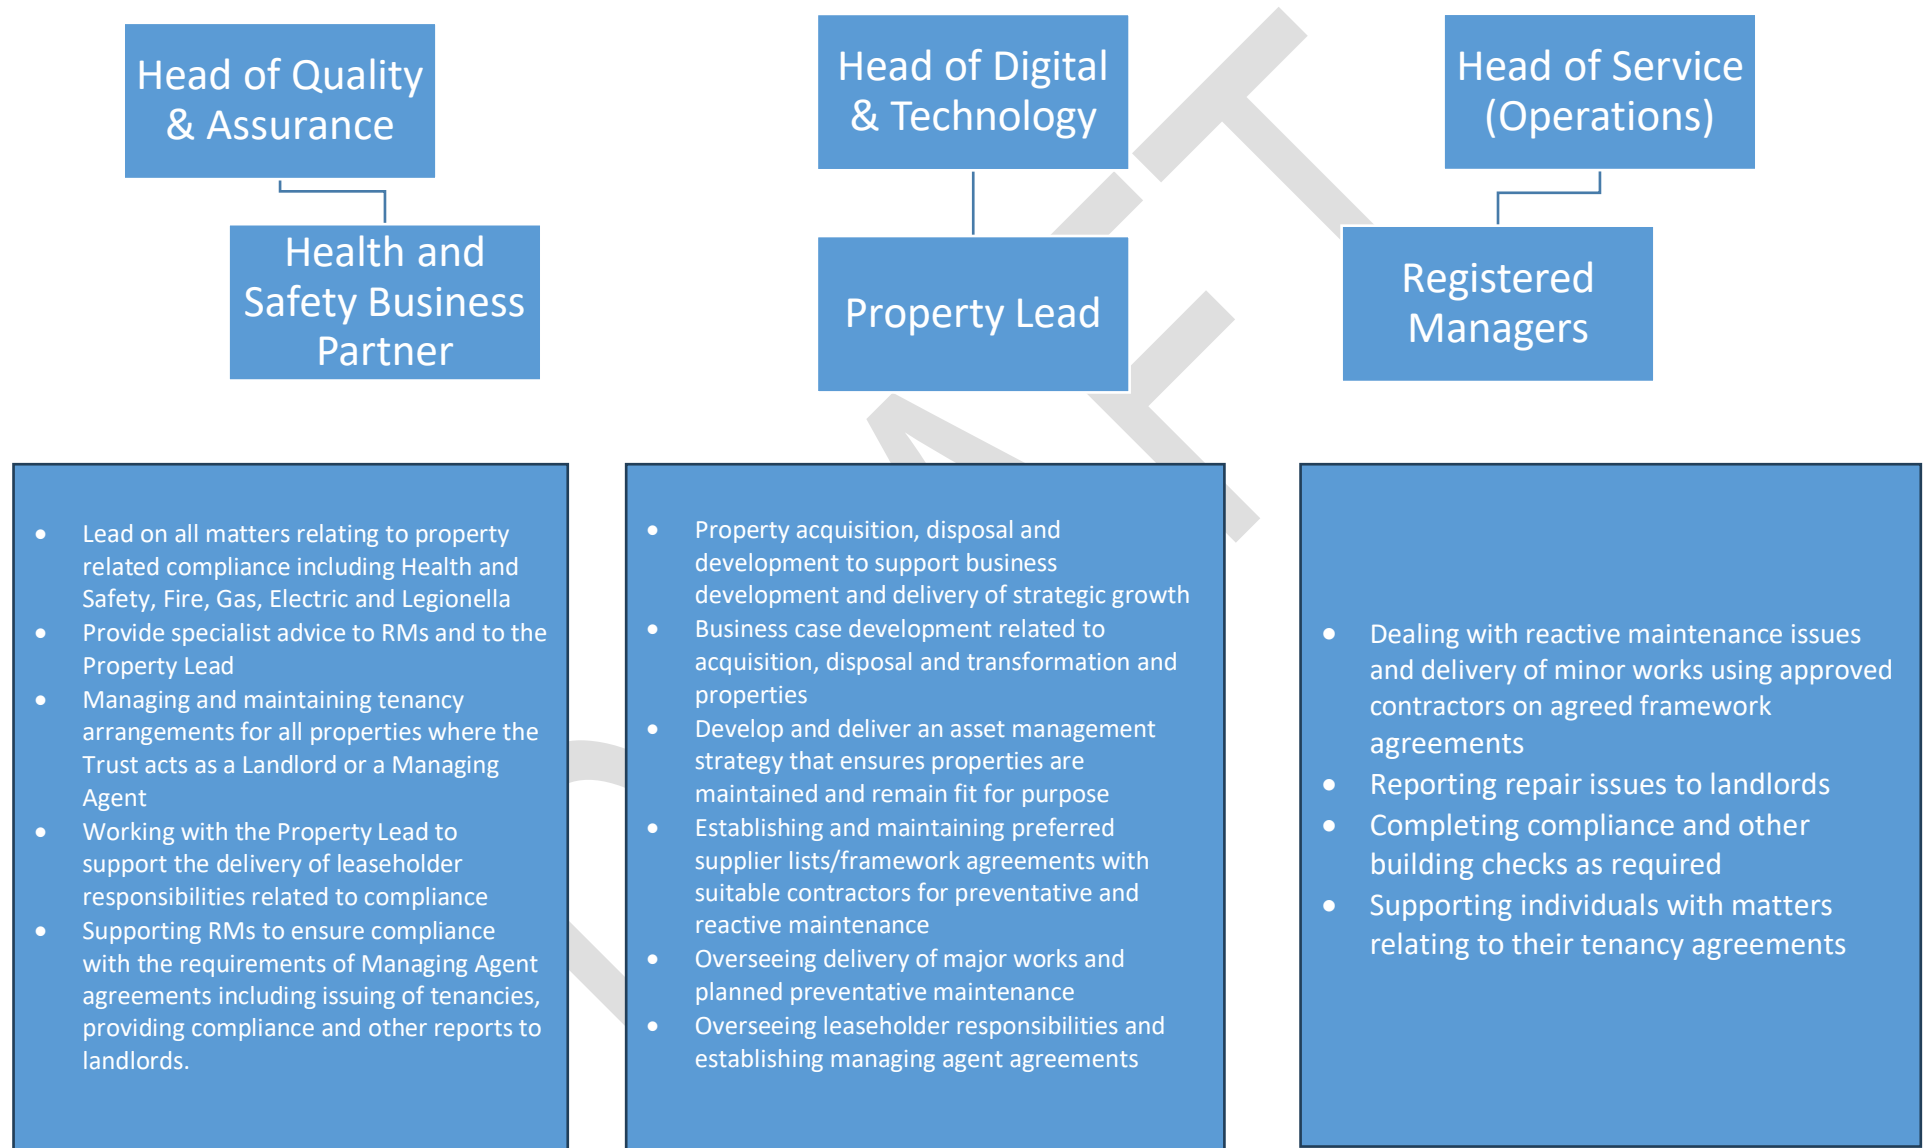 Head of Quality
& Assurance
Health and
Safety Business
Partner
Head of Digital
& Technology
Property Lead
Head of Service
(Operations)
Registered
Managers
• Lead on all matters relating to property
related compliance including Health and
Safety, Fire, Gas, Electric and Legionella
• Provide specialist advice to RMs and to the
Property Lead
• Managing and maintaining tenancy
arrangements for all properties where the
Trust acts as a Landlord or a Managing
Agent
• Working with the Property Lead to
support the delivery of leaseholder
responsibilities related to compliance
• Supporting RMs to ensure compliance
with the requirements of Managing Agent
agreements including issuing of tenancies,
providing compliance and other reports to
landlords.
• Property acquisition, disposal and
development to support business
development and delivery of strategic growth
• Business case development related to
acquisition, disposal and transformation and
properties
• Develop and deliver an asset management
strategy that ensures properties are
maintained and remain fit for purpose
• Establishing and maintaining preferred
supplier lists/framework agreements with
suitable contractors for preventative and
reactive maintenance
• Overseeing delivery of major works and
planned preventative maintenance
• Overseeing leaseholder responsibilities and
establishing managing agent agreements
• Dealing with reactive maintenance issues
and delivery of minor works using approved
contractors on agreed framework
agreements
• Reporting repair issues to landlords
• Completing compliance and other
building checks as required
• Supporting individuals with matters
relating to their tenancy agreements
DRAFT